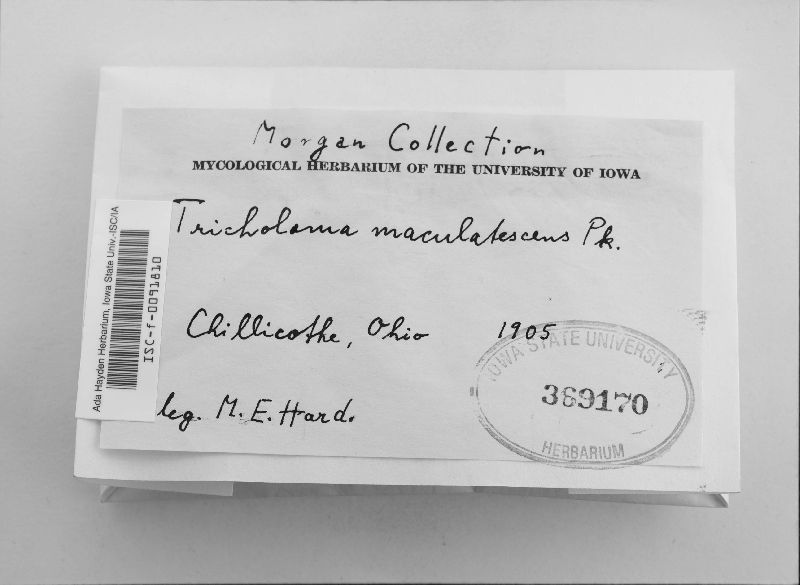 Morgan Collection
MYCOLOGICAL HERBARIUM OF THE UNIVERSITY OF IOWA
Tricholoma maculatescens Pk.
Chillicothe, Ohio 1905
leg. M. E. Hard.
IOWA STATE UNIVERSITY
369170
HERBARIUM
Ada Hayden Herbarium, Iowa State Univ.-ISC/IA
ISC-f-0091810